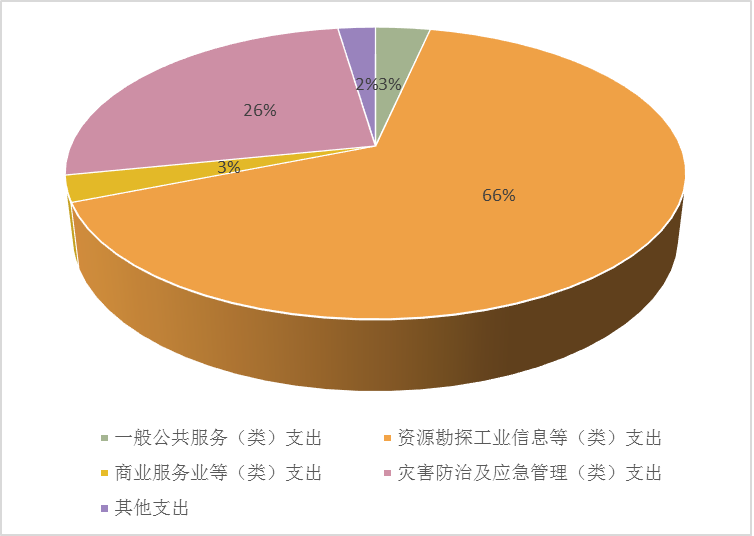 2%
3%
26%
3%
66%
一般公共服务（类）支出
资源勘探工业信息等（类）支出
商业服务业等（类）支出
灾害防治及应急管理（类）支出
其他支出